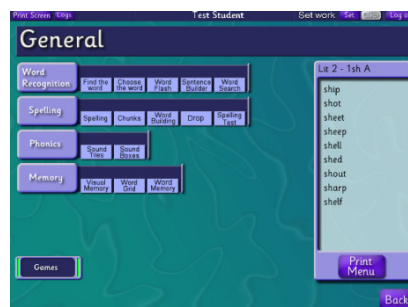 Print Screen Logs Test Student Set work Set Clear Log o
General
Word
Recognition
Find the
word
Choose
the word
Word
Flash
Sentence
Builder
Word
Search
Spelling
Spelling
Chunks
Word
Building
Drop
Spelling
Test
Phonics
Sound
Tiles
Sound
Boxes
Memory
Visual
Memory
Word
Grid
Word
Memory
Games
Lit 2 - 1sh A
ship
shot
sheet
sheep
shell
shed
shout
sharp
shelf
Print
Menu
Back